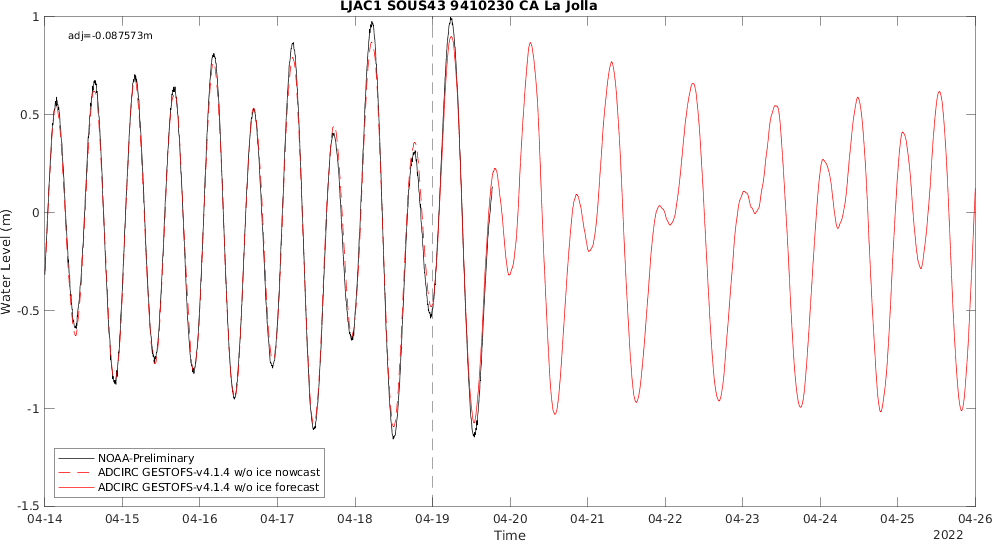 LJAC1 SOUS43 9410230 CA La Jolla
adj=-0.087573m
1
0.5
0
-0.5
-1
-1.5
Water Level (m)
NOAA-Preliminary
ADCIRC GESTOFS-v4.1.4 w/o ice nowcast
ADCIRC GESTOFS-v4.1.4 w/o ice forecast
04-14 04-15 04-16 04-17 04-18 04-19 04-20 04-21 04-22 04-23 04-24 04-25 04-26
Time
2022